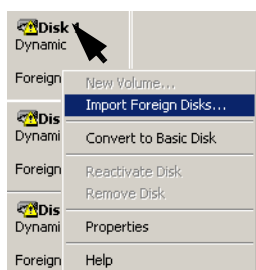 Disk
Dynamic
Foreign
New Volume...
Import Foreign Disks...
Dis
Dynami
Convert to Basic Disk
Foreign
Reactivate Disk
Remove Disk
Dis
Dynami
Properties
Foreign
Help